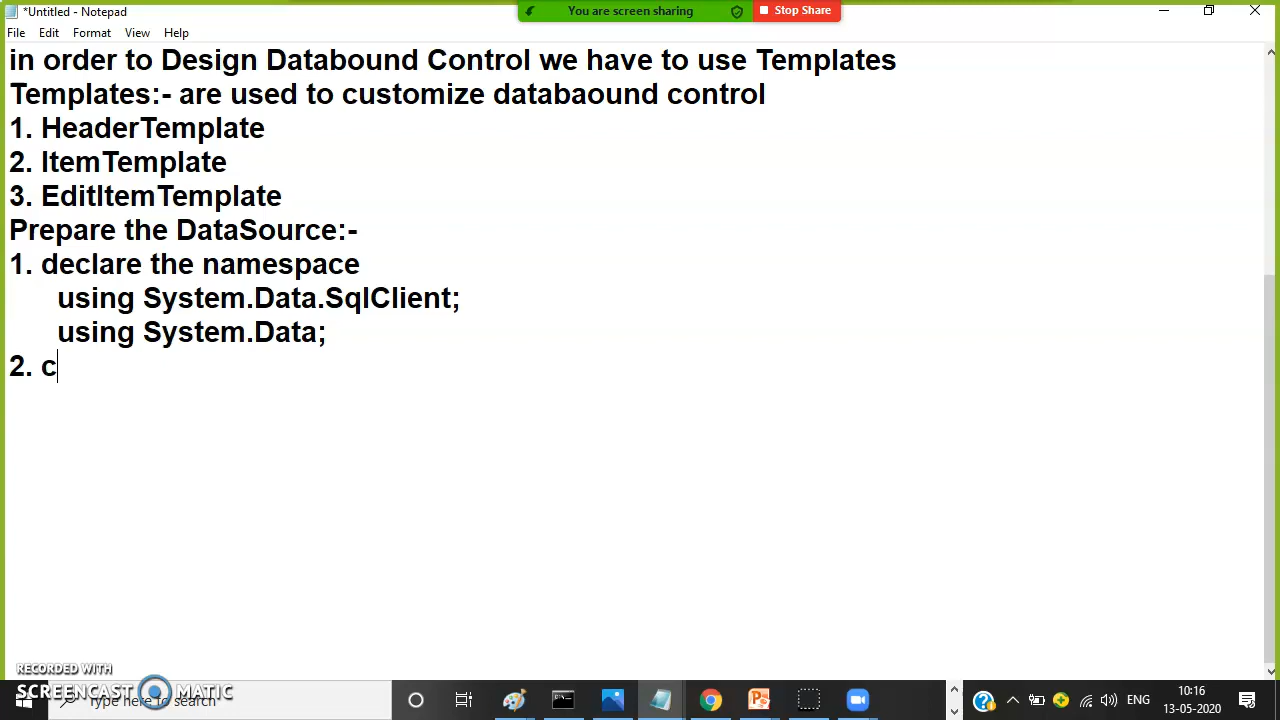 *Untitled - Notepad
You are screen sharing
Stop Share
File Edit Format View Help
in order to Design Databound Control we have to use Templates
Templates:- are used to customize databaound control
1. HeaderTemplate
2. ItemTemplate
3. EditItemTemplate
Prepare the DataSource:-
1. declare the namespace
using System.Data.SqlClient;
using System.Data;
2. c
RECORDED WITH
SCREENCAST MATIC
Type here to search
ENG
10:16
13-05-2020